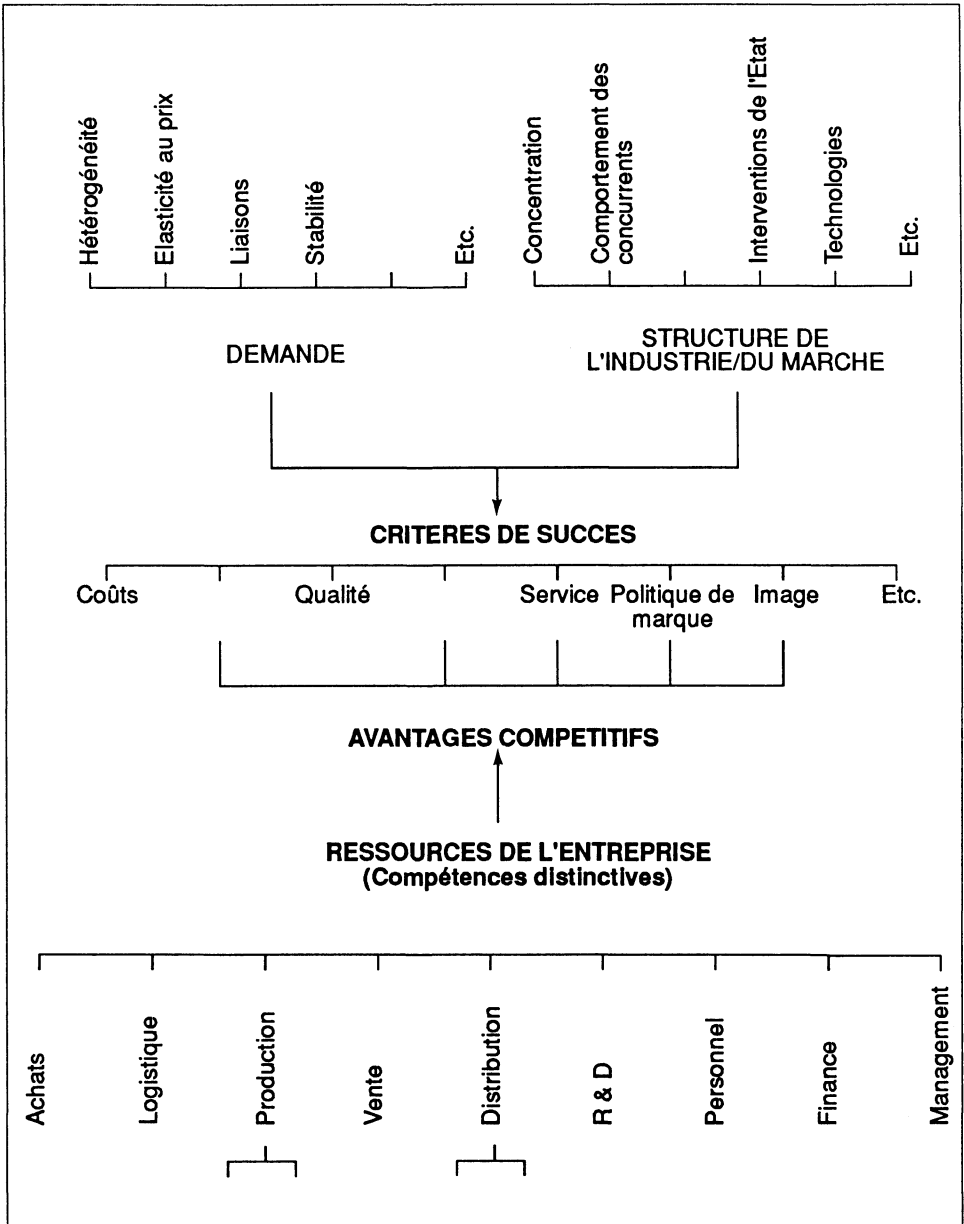 Hétérogénéité
Elasticité au prix
Liaisons
Stabilité
Etc.
Concentration
Comportement des
concurrents
Interventions de l'Etat
Technologies
Etc.
DEMANDE
STRUCTURE DE
L'INDUSTRIE/DU MARCHE
CRITERES DE SUCCES
Coûts
Qualité
Service
Politique de
marque
Image
Etc.
AVANTAGES COMPETITIFS
RESSOURCES DE L'ENTREPRISE
(Compétences distinctives)
Achats
Logistique
Production
Vente
Distribution
R & D
Personnel
Finance
Management